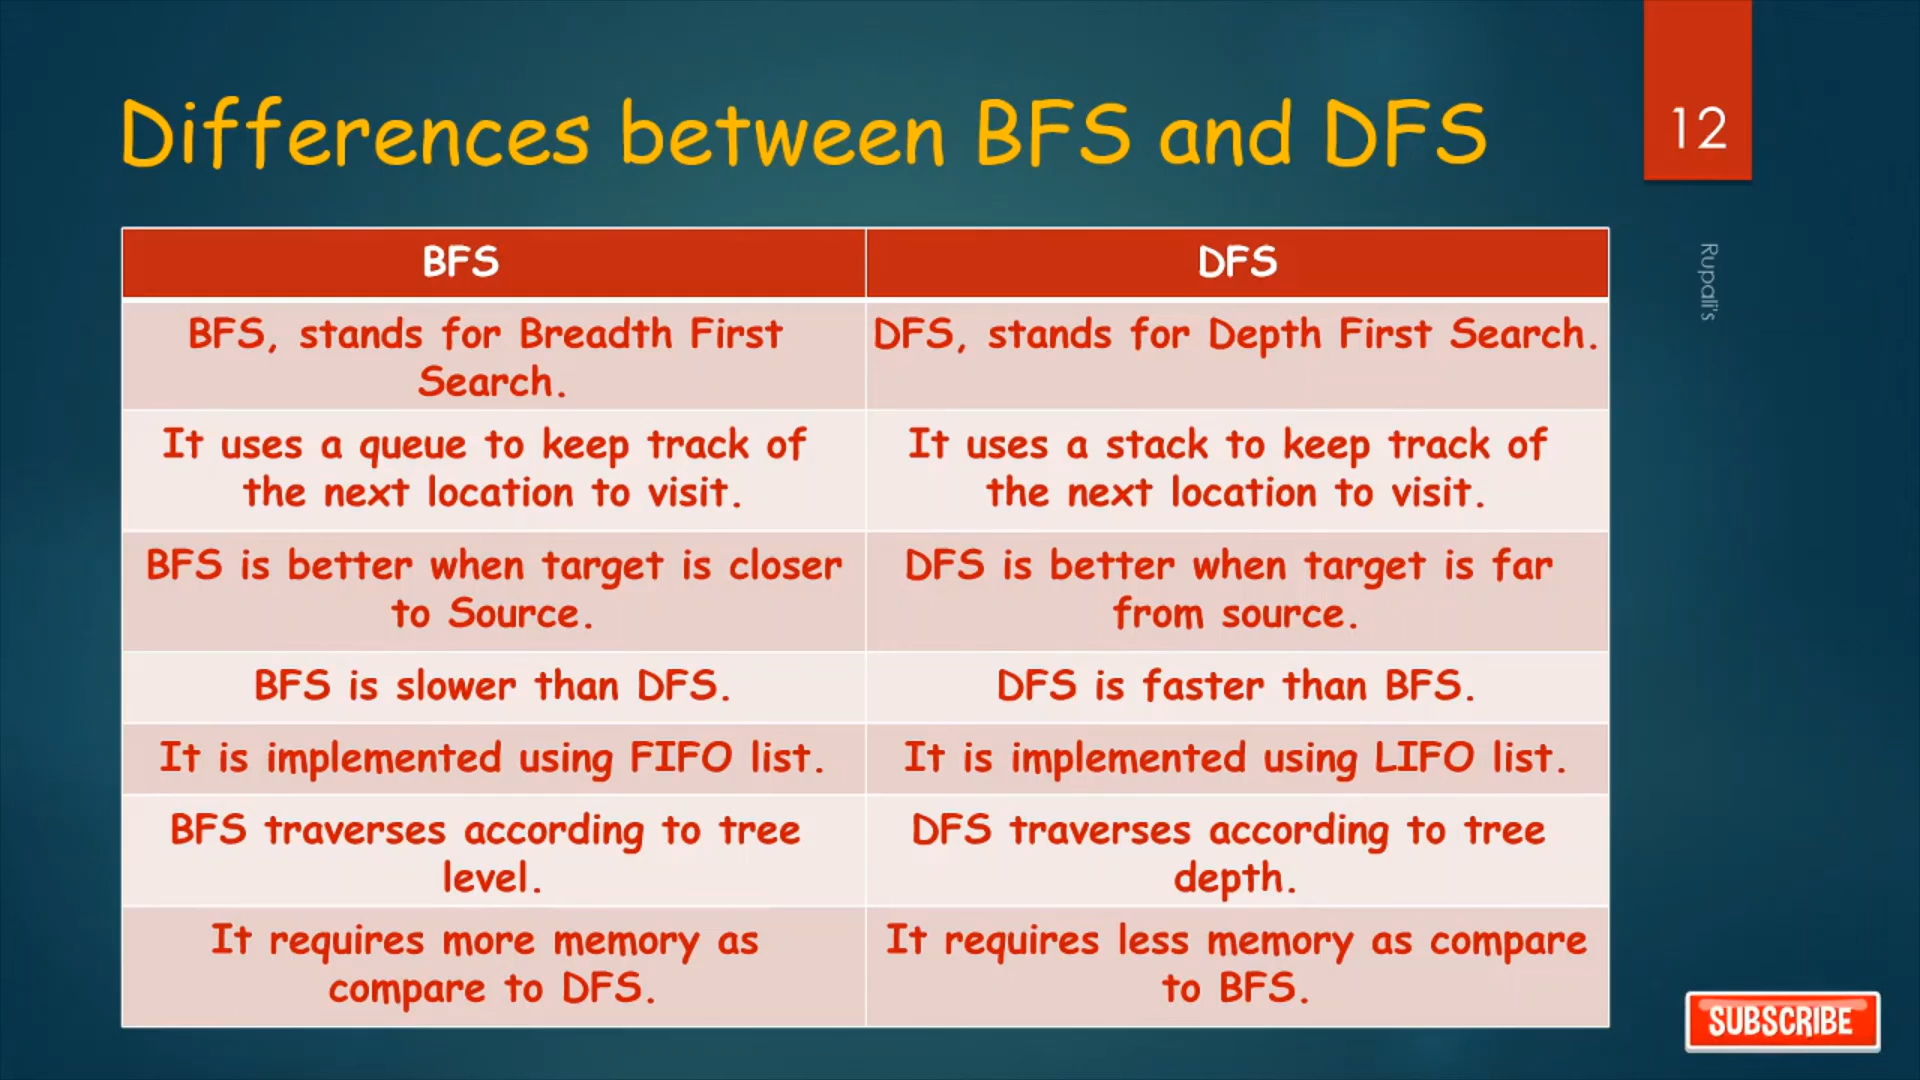 Differences between BFS and DFS
12
Rupali's
BFS
DFS
BFS, stands for Breadth First
Search.
DFS, stands for Depth First Search.
It uses a queue to keep track of
the next location to visit.
It uses a stack to keep track of
the next location to visit.
BFS is better when target is closer
to Source.
DFS is better when target is far
from source.
BFS is slower than DFS.
DFS is faster than BFS.
It is implemented using FIFO list.
It is implemented using LIFO list.
BFS traverses according to tree
level.
DFS traverses according to tree
depth.
It requires more memory as
compare to DFS.
It requires less memory as compare
to BFS.
SUBSCRIBE